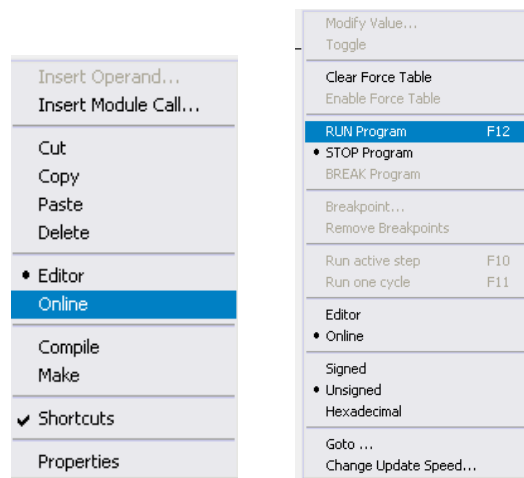 Insert Operand...
Insert Module Call...
Cut
Copy
Paste
Delete
Editor
Online
Compile
Make
Shortcuts
Properties
Modify Value...
Toggle
Clear Force Table
Enable Force Table
RUN Program F12
STOP Program
BREAK Program
Breakpoint...
Remove Breakpoints
Run active step F10
Run one cycle F11
Editor
Online
Signed
Unsigned
Hexadecimal
Goto ...
Change Update Speed...